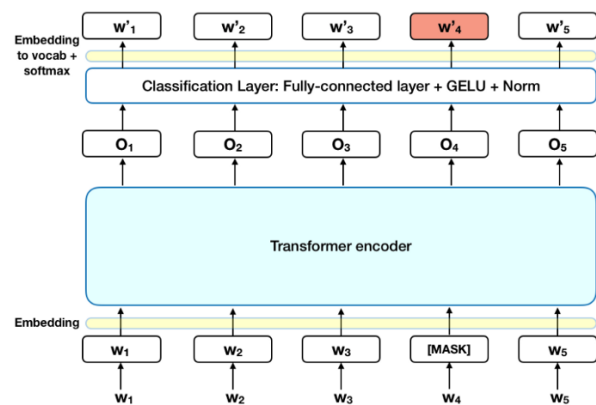 w'1 w'2 w'3 w'4 w'5
Embedding
to vocab +
softmax
Classification Layer: Fully-connected layer + GELU + Norm
O1 O2 O3 O4 O5
Transformer encoder
Embedding
w1 w2 w3 [MASK] w5
w1 w2 w3 w4 w5